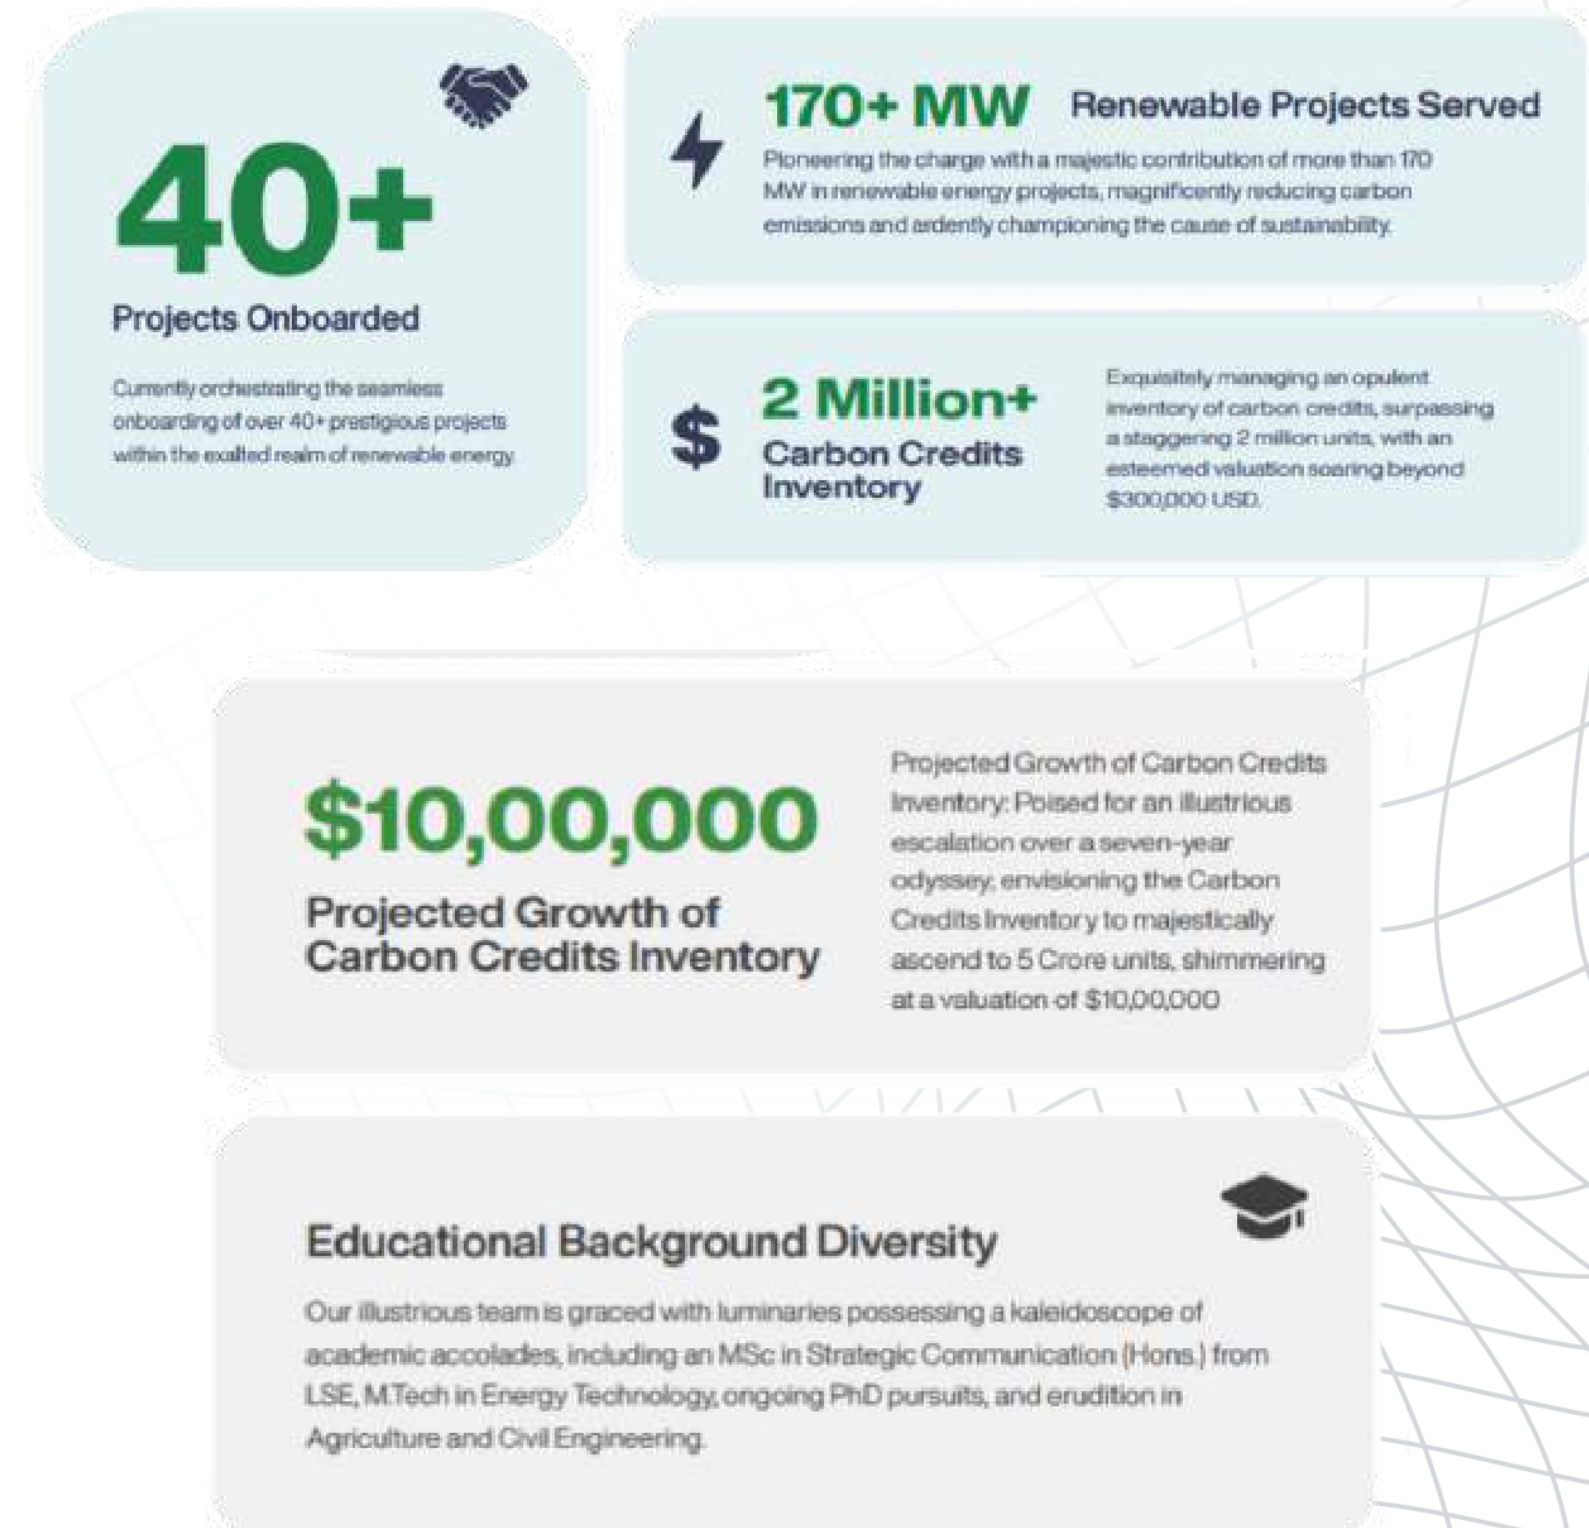 40+
Projects Onboarded
Currently orchestrating the seamless
onboarding of over 40+ prestigious projects
within the exalted realm of renewable energy.
170+ MW Renewable Projects Served
Pioneering the charge with a majestic contribution of more than 170
MW in renewable energy projects, magnificently reducing carbon
emissions and ardently championing the cause of sustainability.
2 Million+
Carbon Credits
Inventory
Exquisitely managing an opulent
inventory of carbon credits, surpassing
a staggering 2 million units, with an
esteemed valuation soaring beyond
$300,000 USD.
$10,00,000
Projected Growth of
Carbon Credits Inventory
Projected Growth of Carbon Credits
Inventory: Poised for an illustrious
escalation over a seven-year
odyssey, envisioning the Carbon
Credits Inventory to majestically
ascend to 5 Crore units, shimmering
at a valuation of $10,00,000
Educational Background Diversity
Our illustrious team is graced with luminaries possessing a kaleidoscope of
academic accolades, including an MSc in Strategic Communication (Hons.) from
LSE, M.Tech in Energy Technology, ongoing PhD pursuits, and erudition in
Agriculture and Civil Engineering.